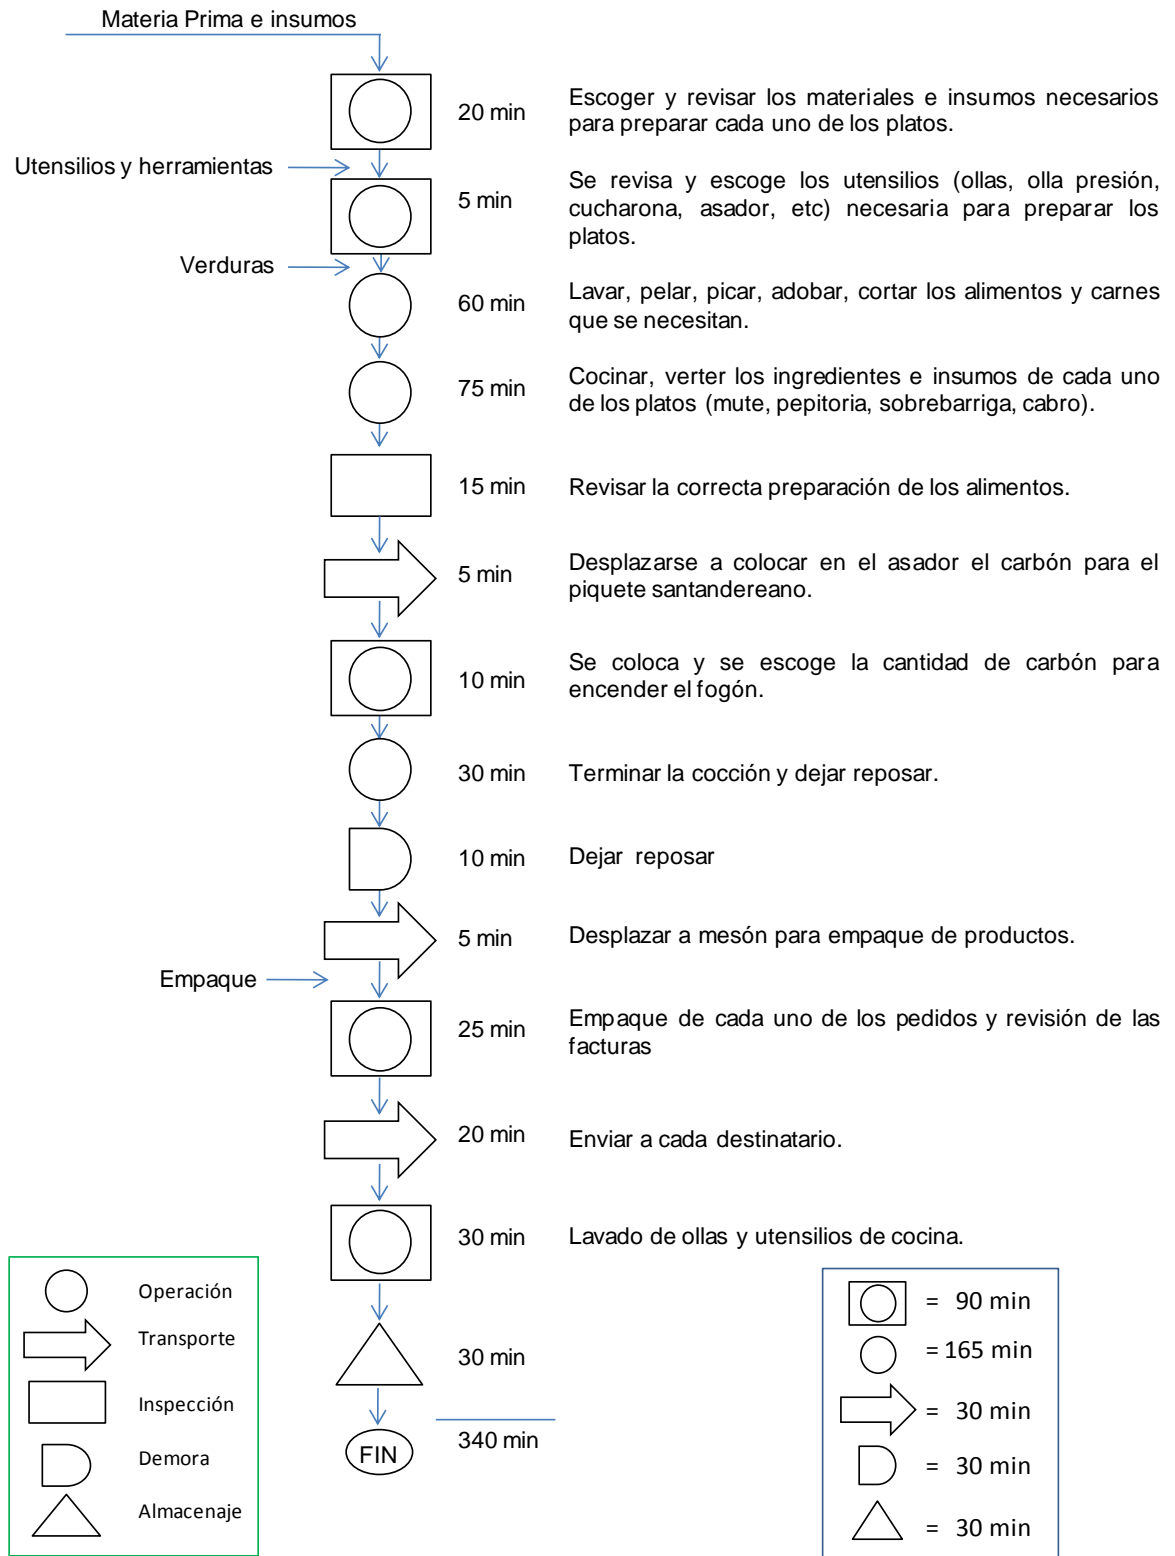 Materia Prima e insumos
20 min
Escoger y revisar los materiales e insumos necesarios
para preparar cada uno de los platos.
Utensilios y herramientas
5 min
Se revisa y escoge los utensilios (ollas, olla presión,
cucharona, asador, etc) necesaria para preparar los
platos.
Verduras
60 min
Lavar, pelar, picar, adobar, cortar los alimentos y carnes
que se necesitan.
75 min
Cocinar, verter los ingredientes e insumos de cada uno
de los platos (mute, pepitoria, sobrebarriga, cabro).
15 min
Revisar la correcta preparación de los alimentos.
5 min
Desplazarse a colocar en el asador el carbón para el
piquete santandereano.
10 min
Se coloca y se escoge la cantidad de carbón para
encender el fogón.
30 min
Terminar la cocción y dejar reposar.
10 min
Dejar reposar
5 min
Desplazar a mesón para empaque de productos.
Empaque
25 min
Empaque de cada uno de los pedidos y revisión de las
facturas
20 min
Enviar a cada destinatario.
30 min
Lavado de ollas y utensilios de cocina.
30 min
340 min
FIN
Operación
Transporte
Inspección
Demora
Almacenaje
= 90 min
= 165 min
= 30 min
= 30 min
= 30 min